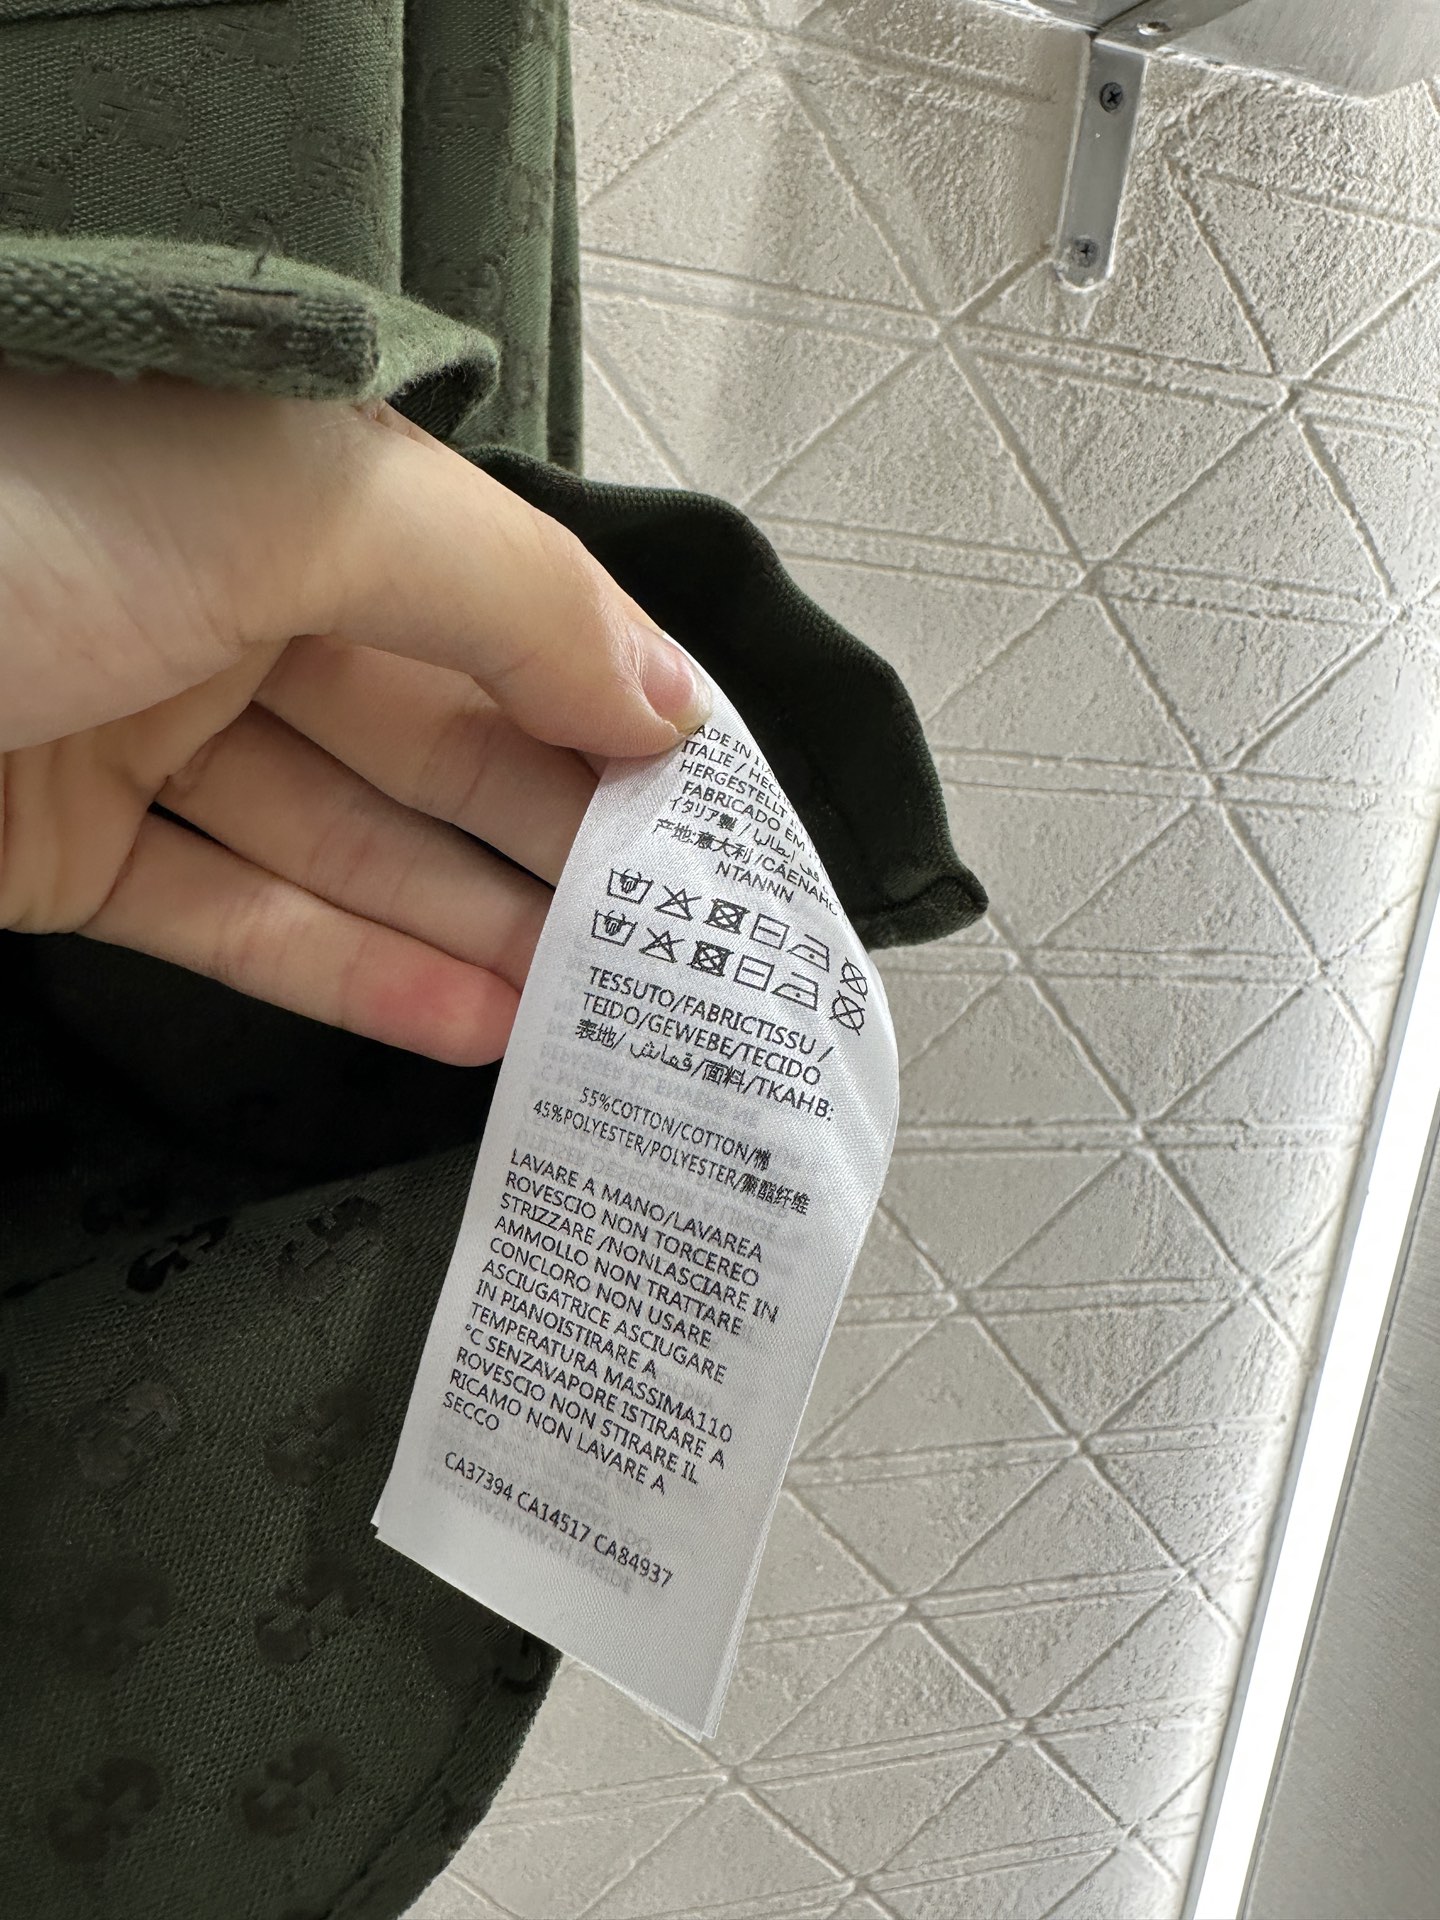 ADE IN
ITALIE / HECH
HERGESTELLT
FABRICADO EM
イタリア製 /
产地:意大利 /CAENAHO
NTANNN
TESSUTO/FABRICTISSU /
TEIDO/GEWEBE/TECIDO
表地/ قماش/面料/TKAHB:
55%COTTON/COTTON/棉
45%POLYESTER/POLYESTER/聚酯纤维
LAVARE A MANO/LAVAREA
ROVESCIO NON TORCEREO
STRIZZARE /NONLASCIARE IN
AMMOLLO NON TRATTARE
CONCLORO NON USARE
ASCIUGATRICE ASCIUGARE
IN PIANOISTIRARE A
TEMPERATURA MASSIMA110
°C SENZAVAPORE ISTIRARE A
ROVESCIO NON STIRARE IL
RICAMO NON LAVARE A
SECCO
CA37394 CA14517 CA84937